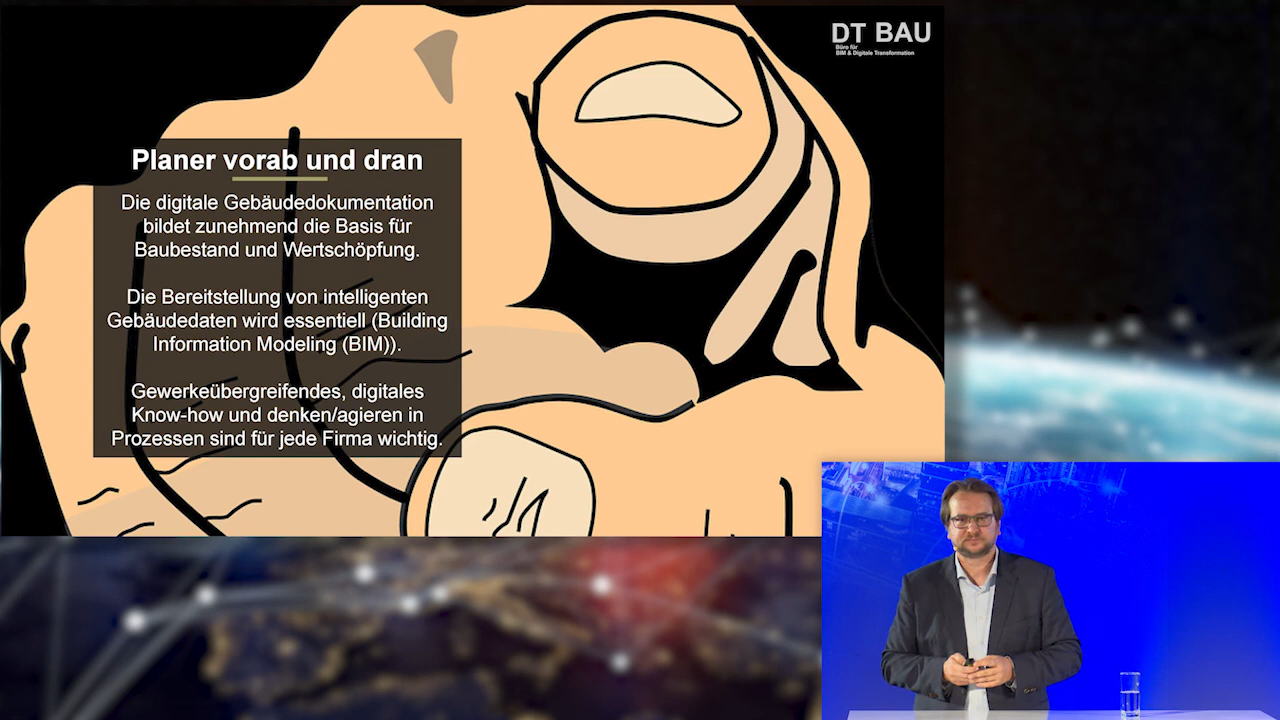 DT BAU
Büro für
BIM & Digitale Transformation
Planer vorab und dran
Die digitale Gebäudedokumentation
bildet zunehmend die Basis für
Baubestand und Wertschöpfung.
Die Bereitstellung von intelligenten
Gebäudedaten wird essentiell (Building
Information Modeling (BIM)).
Gewerkeübergreifendes, digitales
Know-how und denken/agieren in
Prozessen sind für jede Firma wichtig.